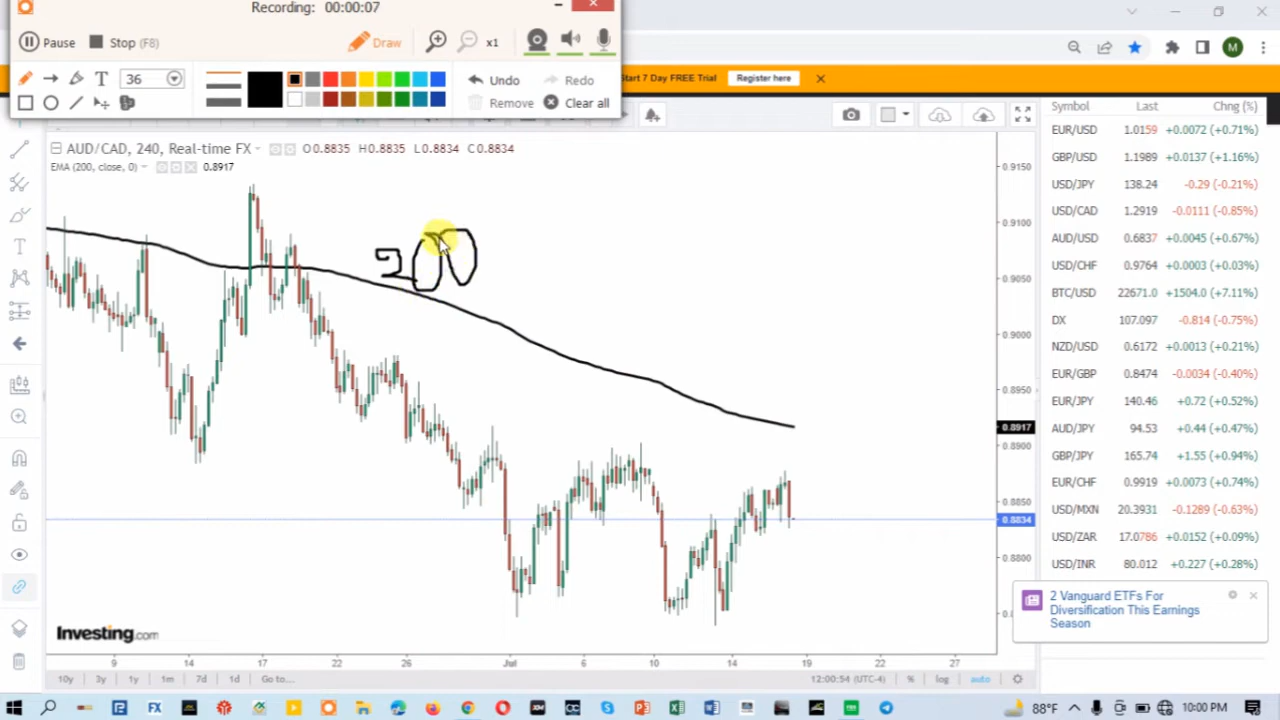 Recording: 00:00:07
Pause
Stop (F8)
Draw
x1
T
36
Undo
Redo
Remove
Clear all
M
Start 7 Day FREE Trial
Register here
AUD/CAD, 240, Real-time FX
O0.8835 H0.8835 L0.8834 C0.8834
EMA (200, close, 0)
0.8917
200
0.9150
0.9100
0.9050
0.9000
0.8950
0.8917
0.8900
0.8850
0.8834
0.8800
Symbol Last Chng (%)
EUR/USD 1.0159 +0.0072 (+0.71%)
GBP/USD 1.1989 +0.0137 (+1.16%)
USD/JPY 138.24 -0.29 (-0.21%)
USD/CAD 1.2919 -0.0111 (-0.85%)
AUD/USD 0.6837 +0.0045 (+0.67%)
USD/CHF 0.9764 +0.0003 (+0.03%)
BTC/USD 22671.0 +1504.0 (+7.11%)
DX 107.097 -0.814 (-0.75%)
NZD/USD 0.6172 +0.0013 (+0.21%)
EUR/GBP 0.8474 -0.0034 (-0.40%)
EUR/JPY 140.46 +0.72 (+0.52%)
AUD/JPY 94.53 +0.44 (+0.47%)
GBP/JPY 165.74 +1.55 (+0.94%)
EUR/CHF 0.9919 +0.0073 (+0.74%)
USD/MXN 20.3931 -0.1289 (-0.63%)
USD/ZAR 17.0786 +0.0152 (+0.09%)
USD/INR 80.012 +0.227 (+0.28%)
2 Vanguard ETFs For
Diversification This Earnings
Season
Investing.com
9 14 17 22 26 Jul 6 10 14 19 22 27
10y 3y 1y 1m 7d 1d Go to...
12:00:54 (UTC-4)
% log auto
FX
88°F
10:00 PM